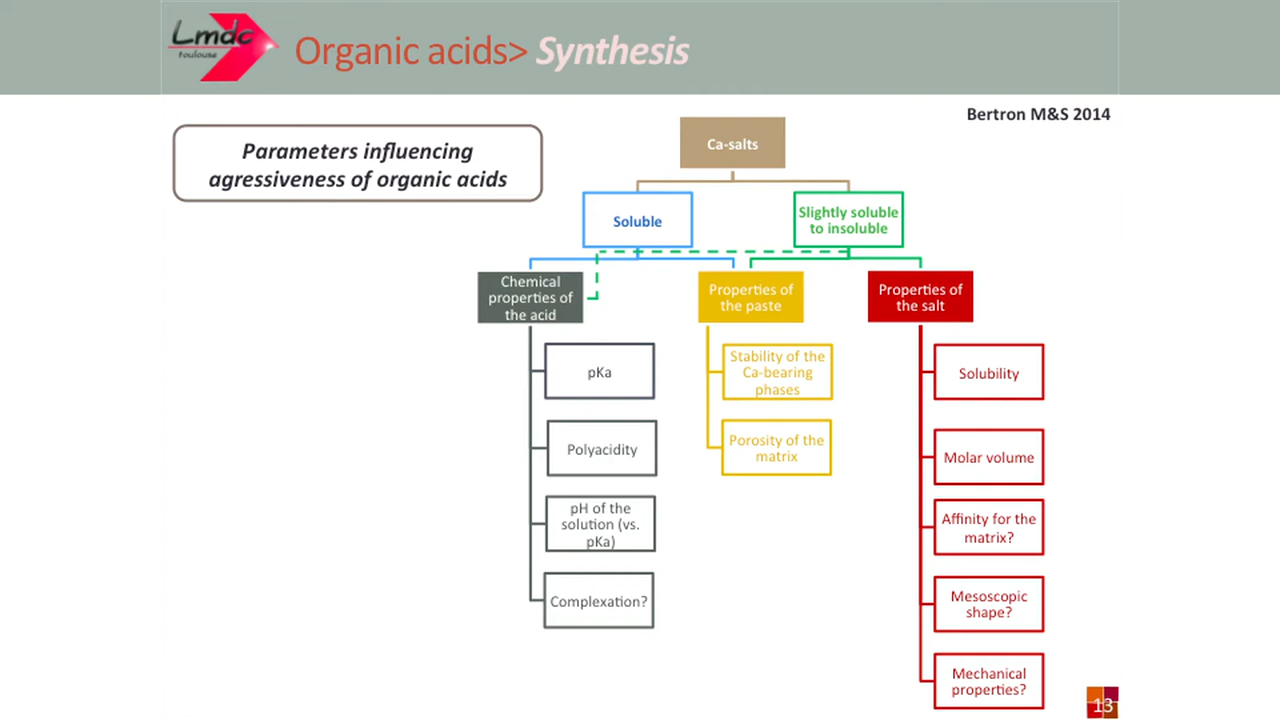 Lmdc
toulouse
Organic acids> Synthesis
Bertron M&S 2014
Parameters influencing
agressiveness of organic acids
Ca-salts
Soluble
Slightly soluble
to insoluble
Chemical
properties of
the acid
Properties of
the paste
Properties of
the salt
pKa
Polyacidity
pH of the
solution (vs.
pKa)
Complexation?
Stability of the
Ca-bearing
phases
Porosity of the
matrix
Solubility
Molar volume
Affinity for the
matrix?
Mesoscopic
shape?
Mechanical
properties?
13